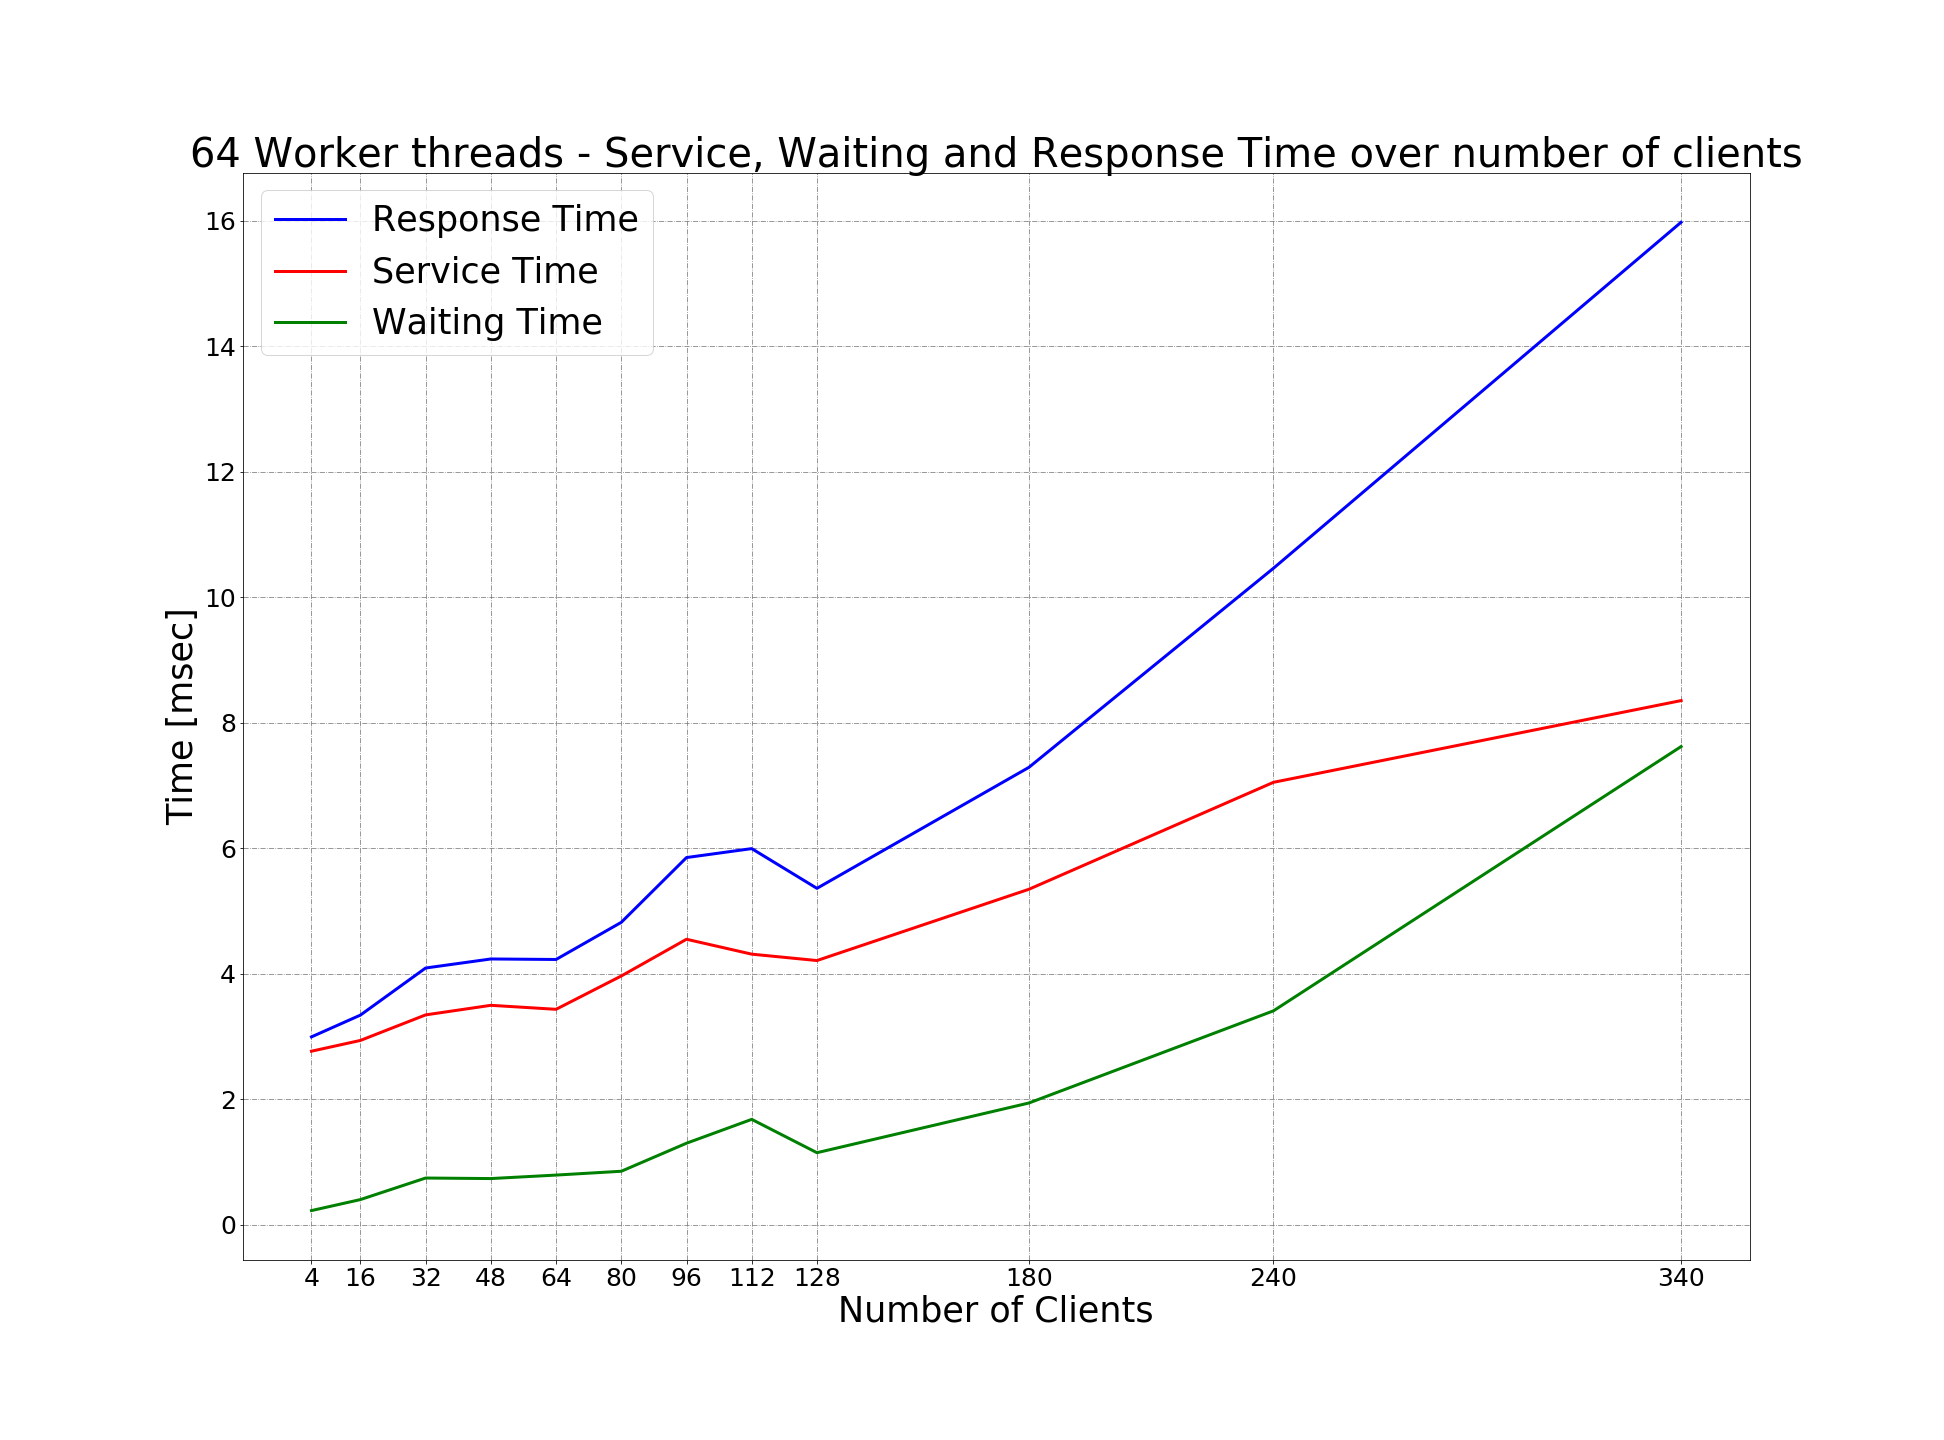 64 Worker threads - Service, Waiting and Response Time over number of clients
Response Time
Service Time
Waiting Time
16
14
12
10
8
6
4
2
0
Time [msec]
4 16 32 48 64 80 96 112 128 180 240 340
Number of Clients